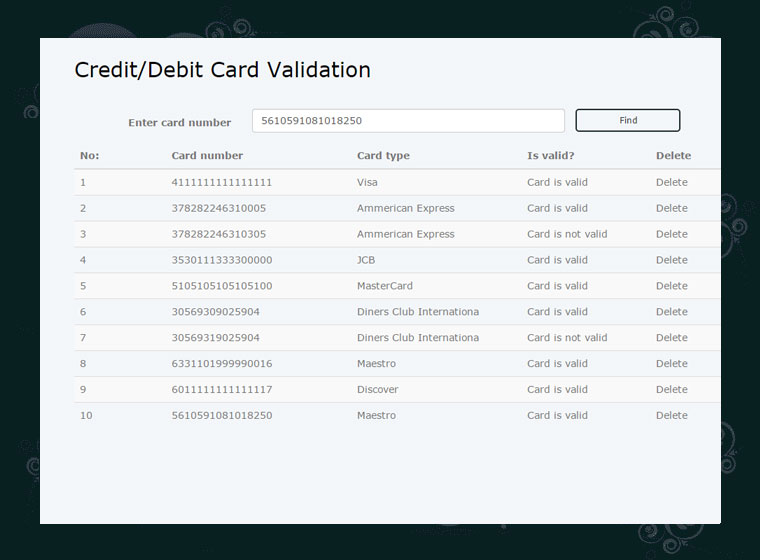 Credit/Debit Card Validation
Enter card number 5610591081018250 Find
No: Card number Card type Is valid? Delete
1 4111111111111111 Visa Card is valid Delete
2 378282246310005 Ammerican Express Card is valid Delete
3 378282246310305 Ammerican Express Card is not valid Delete
4 3530111333300000 JCB Card is valid Delete
5 5105105105105100 MasterCard Card is valid Delete
6 30569309025904 Diners Club Internationa Card is valid Delete
7 30569319025904 Diners Club Internationa Card is not valid Delete
8 6331101999990016 Maestro Card is valid Delete
9 6011111111111117 Discover Card is valid Delete
10 5610591081018250 Maestro Card is valid Delete